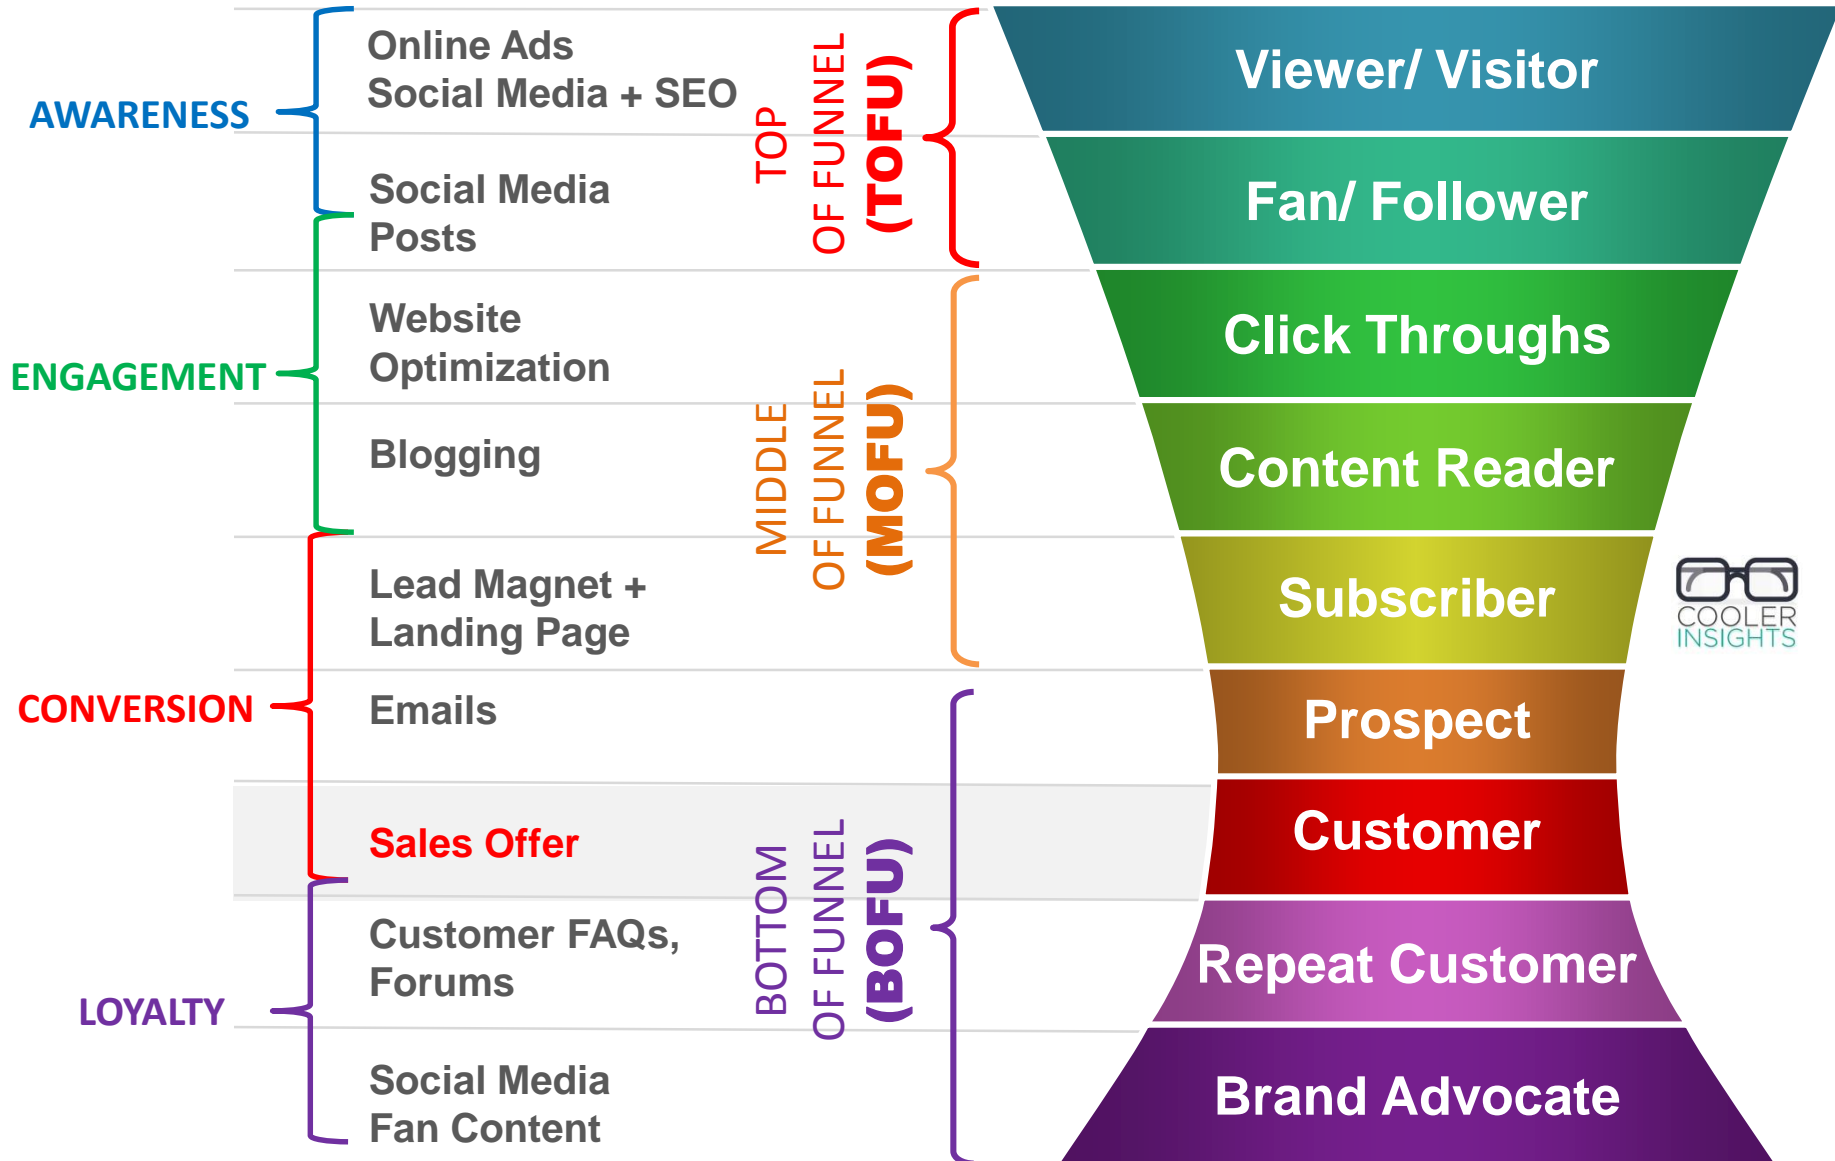 AWARENESS
ENGAGEMENT
CONVERSION
LOYALTY
Online Ads
Social Media + SEO
Social Media
Posts
Website
Optimization
Blogging
Lead Magnet +
Landing Page
Emails
Sales Offer
Customer FAQs,
Forums
Social Media
Fan Content
TOP
OF FUNNEL
(TOFU)
MIDDLE
OF FUNNEL
(MOFU)
BOTTOM
OF FUNNEL
(BOFU)
Viewer/ Visitor
Fan/ Follower
Click Throughs
Content Reader
Subscriber
Prospect
Customer
Repeat Customer
Brand Advocate
COOLER
INSIGHTS